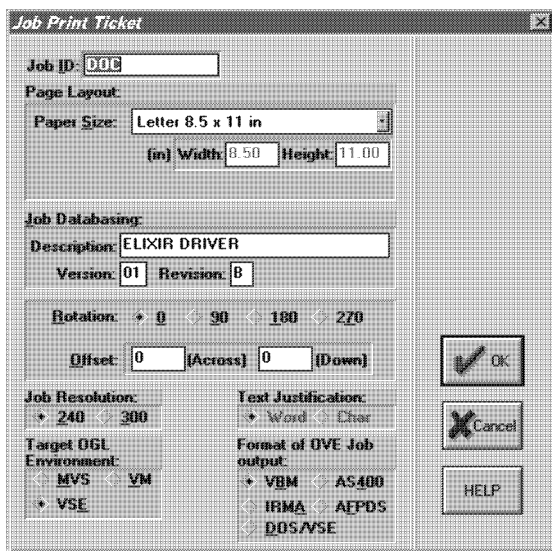 Job Print Ticket
Job ID: DOC
Page Layout:
Paper Size: Letter 8.5 x 11 in
(in) Width: 8.50 Height: 11.00
Job Databasing:
Description: ELIXIR DRIVER
Version: 01 Revision: B
Rotation: 0 90 180 270
Offset: 0 (Across) 0 (Down)
OK
Job Resolution:
240 300
Text Justification:
Word Char
Cancel
Target OGL
Environment:
MVS VM
VSE
Format of OVE Job
output:
VBM AS400
IRMA AFPDS
DOS/VSE
HELP